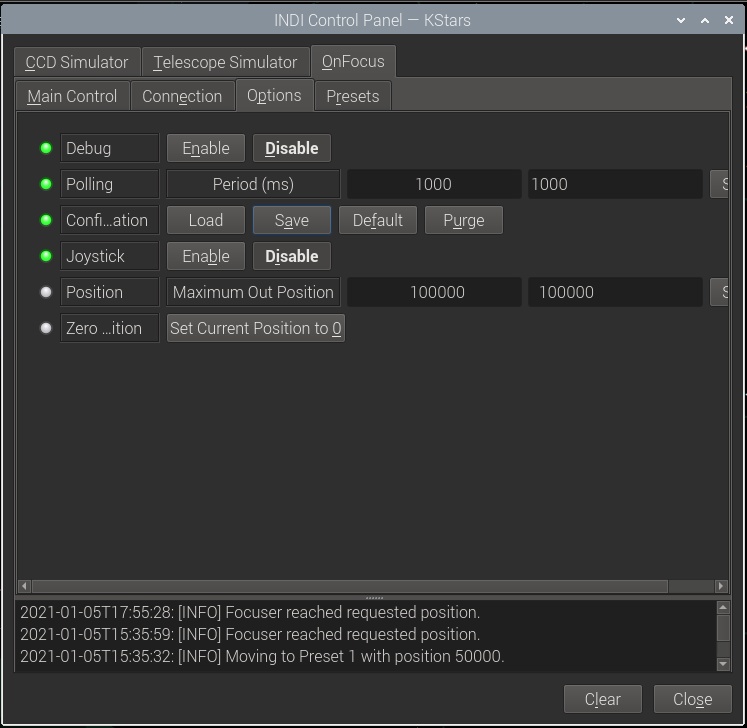 INDI Control Panel — KStars
CCD Simulator Telescope Simulator OnFocus
Main Control Connection Options Presets
Debug Enable Disable
Polling Period (ms) 1000 1000 S
Confi...ation Load Save Default Purge
Joystick Enable Disable
Position Maximum Out Position 100000 100000 S
Zero ...ition Set Current Position to 0
2021-01-05T17:55:28: [INFO] Focuser reached requested position.
2021-01-05T15:35:59: [INFO] Focuser reached requested position.
2021-01-05T15:35:32: [INFO] Moving to Preset 1 with position 50000.
Clear Close